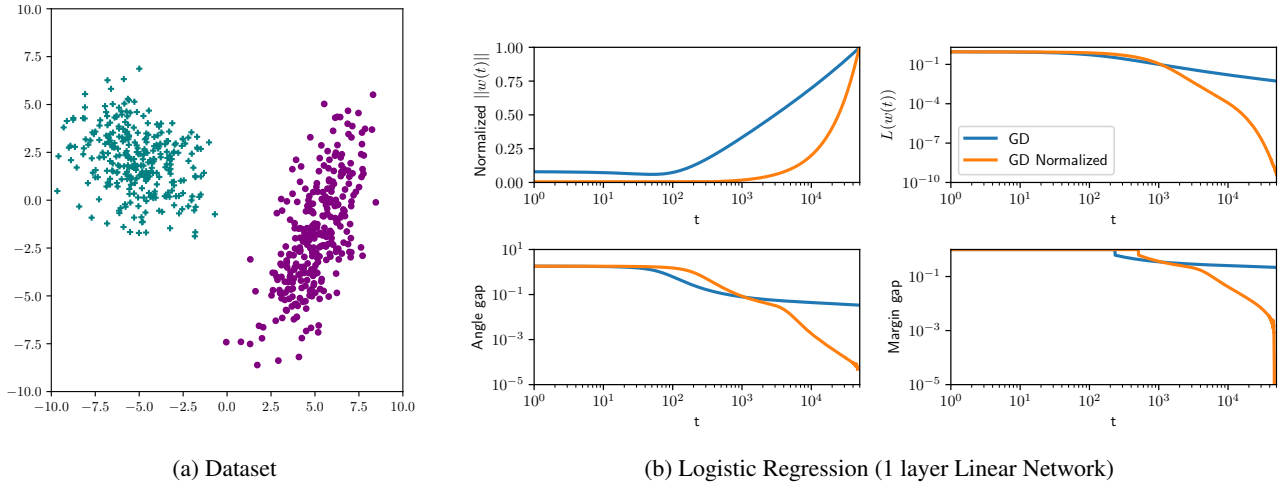 10.0
7.5
5.0
2.5
0.0
−2.5
−5.0
−7.5
−10.0
−10.0 −7.5 −5.0 −2.5 0.0 2.5 5.0 7.5 10.0
(a) Dataset
Normalized ||w(t)||
1.00
0.75
0.50
0.25
0.00
10^0 10^1 10^2 10^3 10^4
t
L(w(t))
10^−1
10^−4
10^−7
10^−10
GD
GD Normalized
10^0 10^1 10^2 10^3 10^4
t
Angle gap
10^1
10^−1
10^−3
10^−5
10^0 10^1 10^2 10^3 10^4
t
Margin gap
10^−1
10^−3
10^−5
10^0 10^1 10^2 10^3 10^4
t
(b) Logistic Regression (1 layer Linear Network)